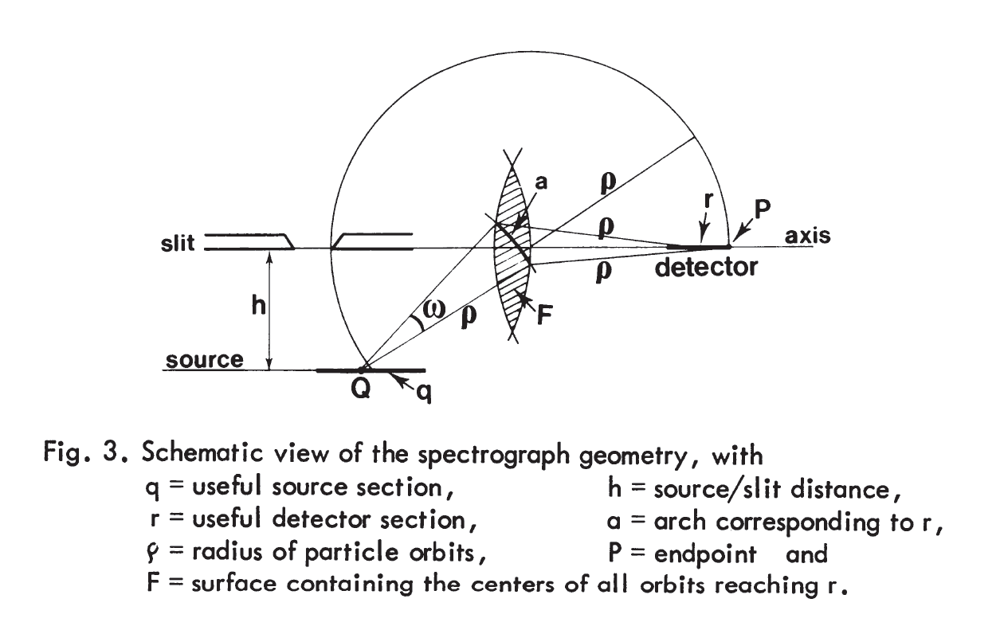 a
ρ
r
P
ρ
slit
axis
ρ
detector
h
ω
ρ
F
source
Q
q
Fig. 3. Schematic view of the spectrograph geometry, with
q = useful source section, h = source/slit distance,
r = useful detector section, a = arch corresponding to r,
ρ = radius of particle orbits, P = endpoint and
F = surface containing the centers of all orbits reaching r.